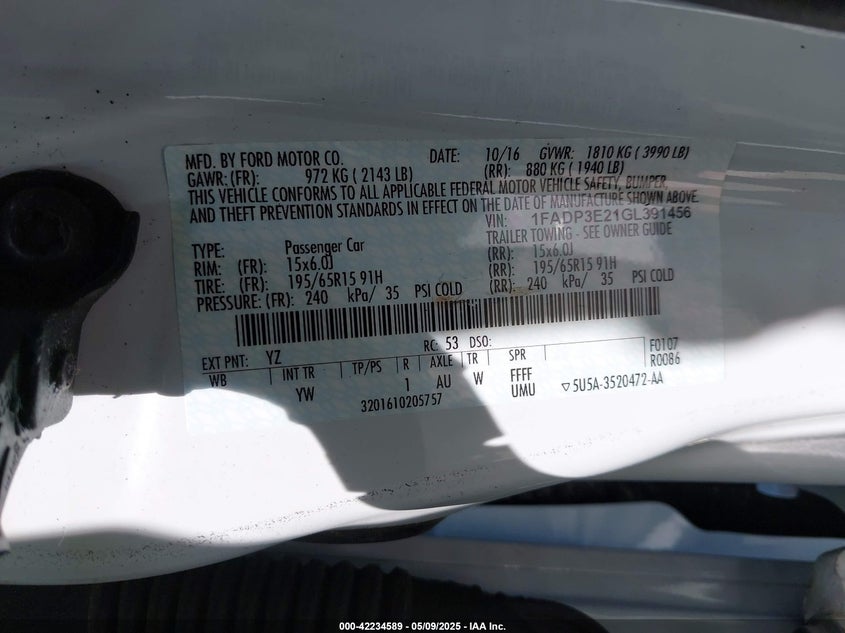 MFD. BY FORD MOTOR CO. DATE: 10/16 GVWR: 1810 KG ( 3990 LB)
GAWR: (FR): 972 KG ( 2143 LB) (RR): 880 KG ( 1940 LB)
THIS VEHICLE CONFORMS TO ALL APPLICABLE FEDERAL MOTOR VEHICLE SAFETY, BUMPER,
AND THEFT PREVENTION STANDARDS IN EFFECT ON THE DATE OF MANUFACTURE SHOWN ABOVE.
VIN: 1FADP3E21GL391456
TYPE: Passenger Car TRAILER TOWING - SEE OWNER GUIDE
RIM: (FR): 15x6.0J (RR): 15x6.0J
TIRE: (FR): 195/65R15 91H (RR): 195/65R15 91H
PRESSURE: (FR): 240 kPa/ 35 PSI COLD (RR): 240 kPa/ 35 PSI COLD
EXT PNT: YZ RC: 53 DSO: F0107
WB INT TR TP/PS R AXLE TR SPR R0086
YW 1 AU W FFFF
3201610205757 UMU ▽5U5A-3520472-AA
000-42234589 - 05/09/2025 - IAA Inc.